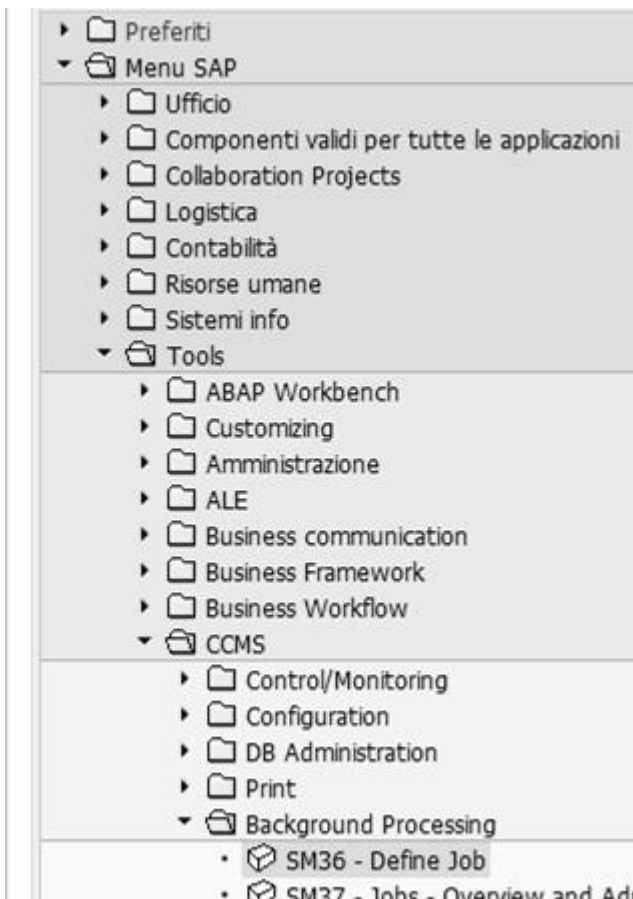 Preferiti
Menu SAP
Ufficio
Componenti validi per tutte le applicazioni
Collaboration Projects
Logistica
Contabilità
Risorse umane
Sistemi info
Tools
ABAP Workbench
Customizing
Amministrazione
ALE
Business communication
Business Framework
Business Workflow
CCMS
Control/Monitoring
Configuration
DB Administration
Print
Background Processing
SM36 - Define Job
SM37 - Jobs - Overview and